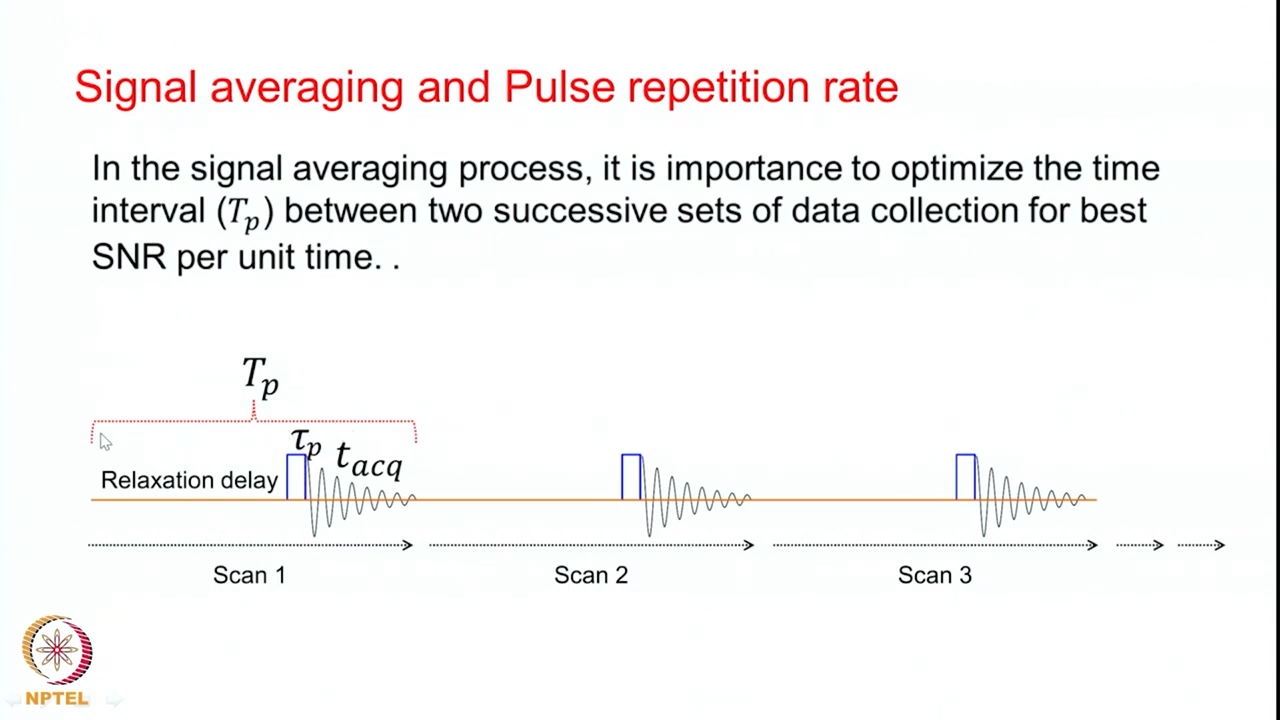 Signal averaging and Pulse repetition rate
In the signal averaging process, it is importance to optimize the time
interval (Tₚ) between two successive sets of data collection for best
SNR per unit time. .
Tₚ
τₚ
t_acq
Relaxation delay
Scan 1
Scan 2
Scan 3
NPTEL